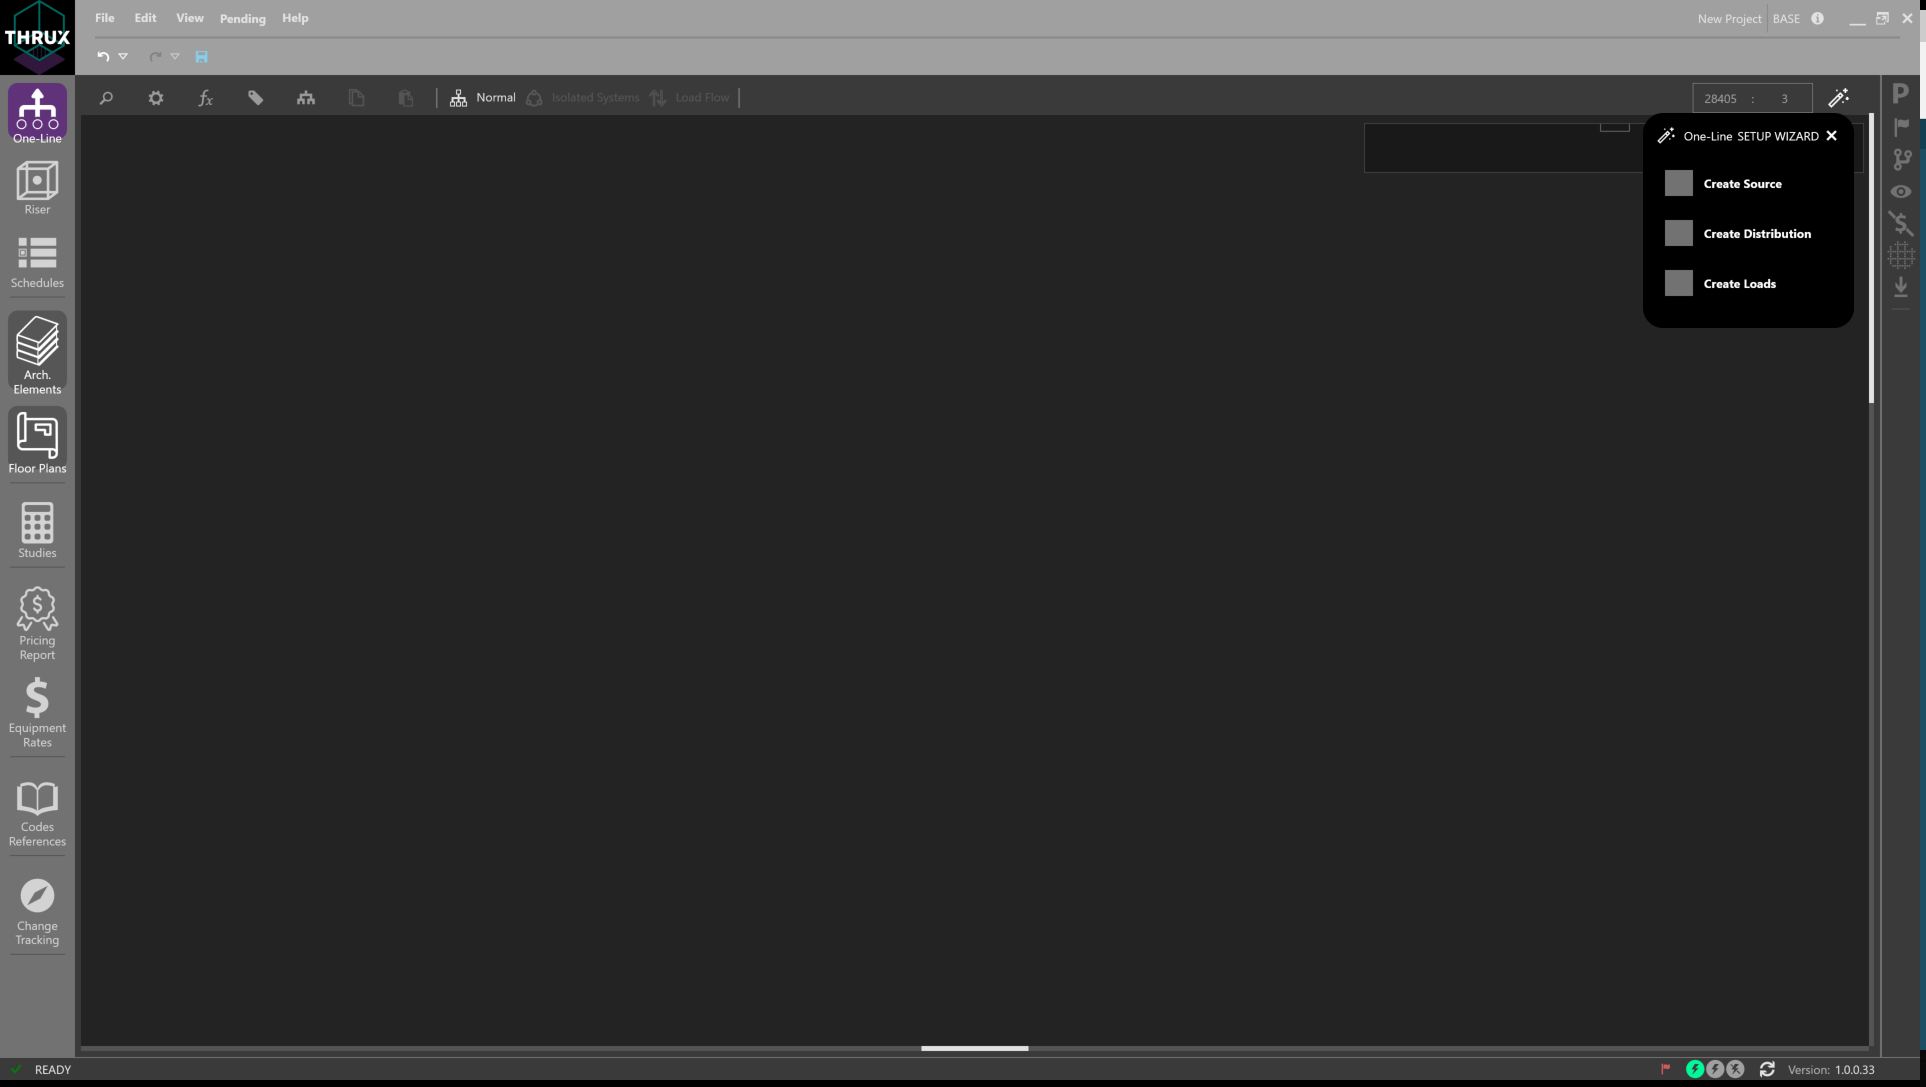 THRUX
File Edit View Pending Help
New Project BASE
Normal Isolated Systems Load Flow
28405 : 3
One-Line SETUP WIZARD
Create Source
Create Distribution
Create Loads
One-Line
Riser
Schedules
Arch.
Elements
Floor Plans
Studies
Pricing
Report
Equipment
Rates
Codes
References
Change
Tracking
READY
Version: 1.0.0.33